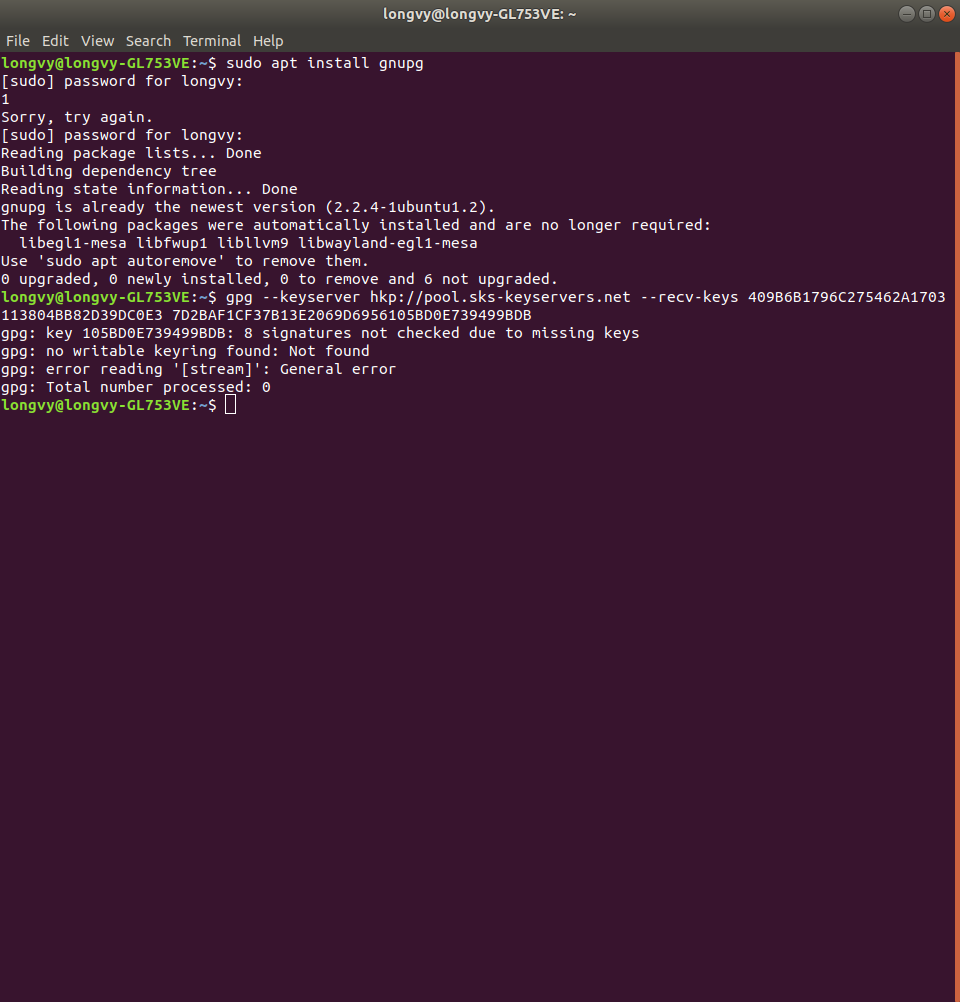 longvy@longvy-GL753VE: ~
File Edit View Search Terminal Help
longvy@longvy-GL753VE:~$ sudo apt install gnupg
[sudo] password for longvy:
1
Sorry, try again.
[sudo] password for longvy:
Reading package lists... Done
Building dependency tree
Reading state information... Done
gnupg is already the newest version (2.2.4-1ubuntu1.2).
The following packages were automatically installed and are no longer required:
  libegl1-mesa libfwup1 libllvm9 libwayland-egl1-mesa
Use 'sudo apt autoremove' to remove them.
0 upgraded, 0 newly installed, 0 to remove and 6 not upgraded.
longvy@longvy-GL753VE:~$ gpg --keyserver hkp://pool.sks-keyservers.net --recv-keys 409B6B1796C275462A1703
113804BB82D39DC0E3 7D2BAF1CF37B13E2069D6956105BD0E739499BDB
gpg: key 105BD0E739499BDB: 8 signatures not checked due to missing keys
gpg: no writable keyring found: Not found
gpg: error reading '[stream]': General error
gpg: Total number processed: 0
longvy@longvy-GL753VE:~$